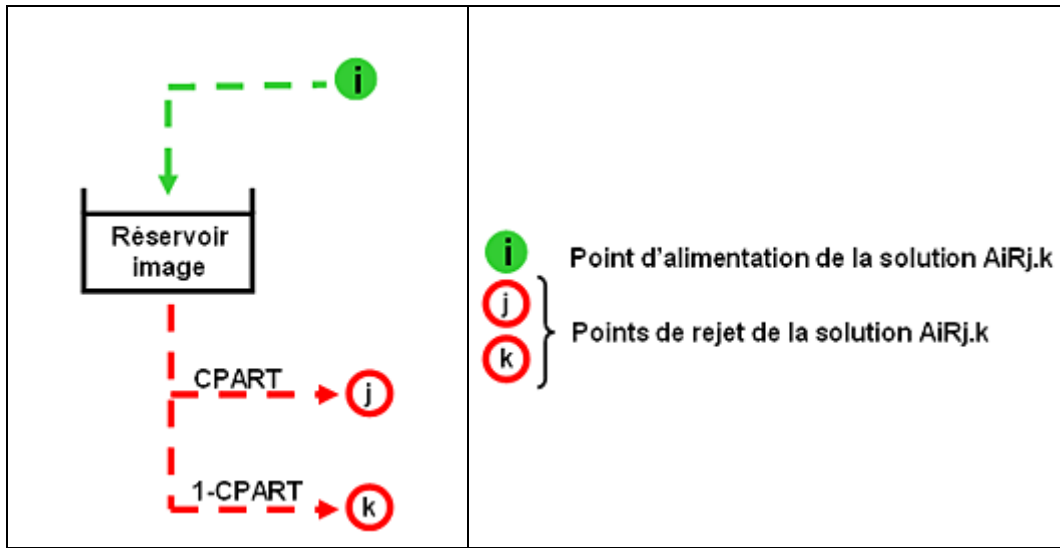 i
Réservoir
image
CPART
j
1-CPART
k
i Point d'alimentation de la solution AiRj.k
j
Points de rejet de la solution AiRj.k
k